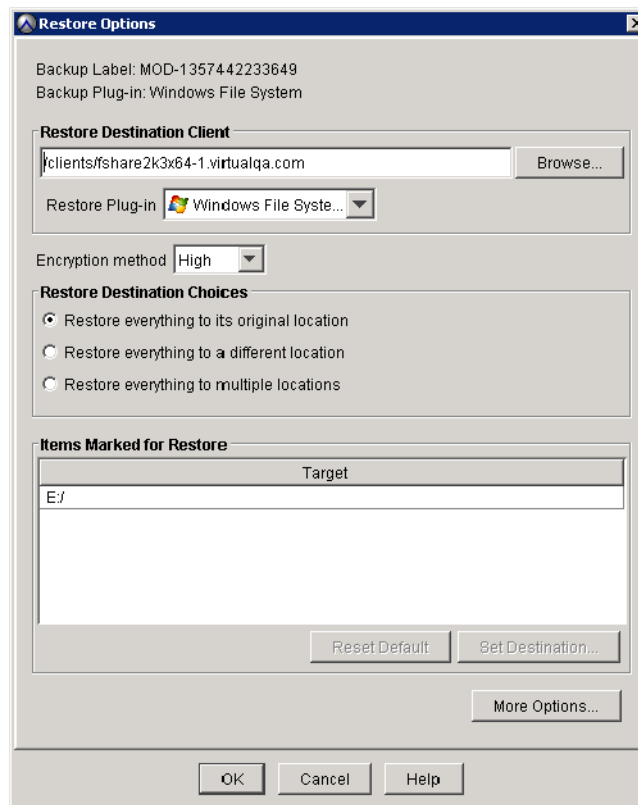 Restore Options
Backup Label: MOD-1357442233649
Backup Plug-in: Windows File System
Restore Destination Client
/clients/fshare2k3x64-1.virtualqa.com
Browse...
Restore Plug-in
Windows File Syste...
Encryption method
High
Restore Destination Choices
Restore everything to its original location
Restore everything to a different location
Restore everything to multiple locations
Items Marked for Restore
Target
E:/
Reset Default
Set Destination...
More Options...
OK
Cancel
Help